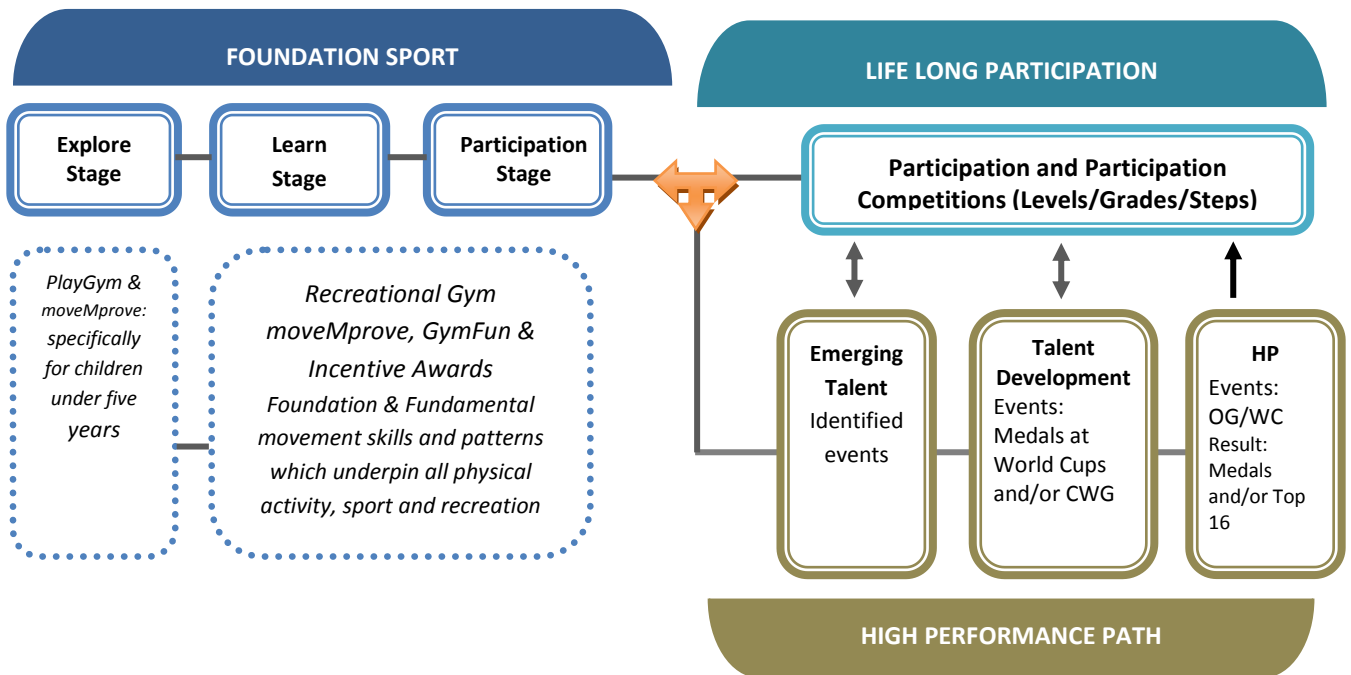 FOUNDATION SPORT
LIFE LONG PARTICIPATION
Explore
Stage
Learn
Stage
Participation
Stage
Participation and Participation
Competitions (Levels/Grades/Steps)
PlayGym &
moveMprove:
specifically
for children
under five
years
Recreational Gym
moveMprove, GymFun &
Incentive Awards
Foundation & Fundamental
movement skills and patterns
which underpin all physical
activity, sport and recreation
Emerging
Talent
Identified
events
Talent
Development
Events:
Medals at
World Cups
and/or CWG
HP
Events:
OG/WC
Result:
Medals
and/or Top
16
HIGH PERFORMANCE PATH